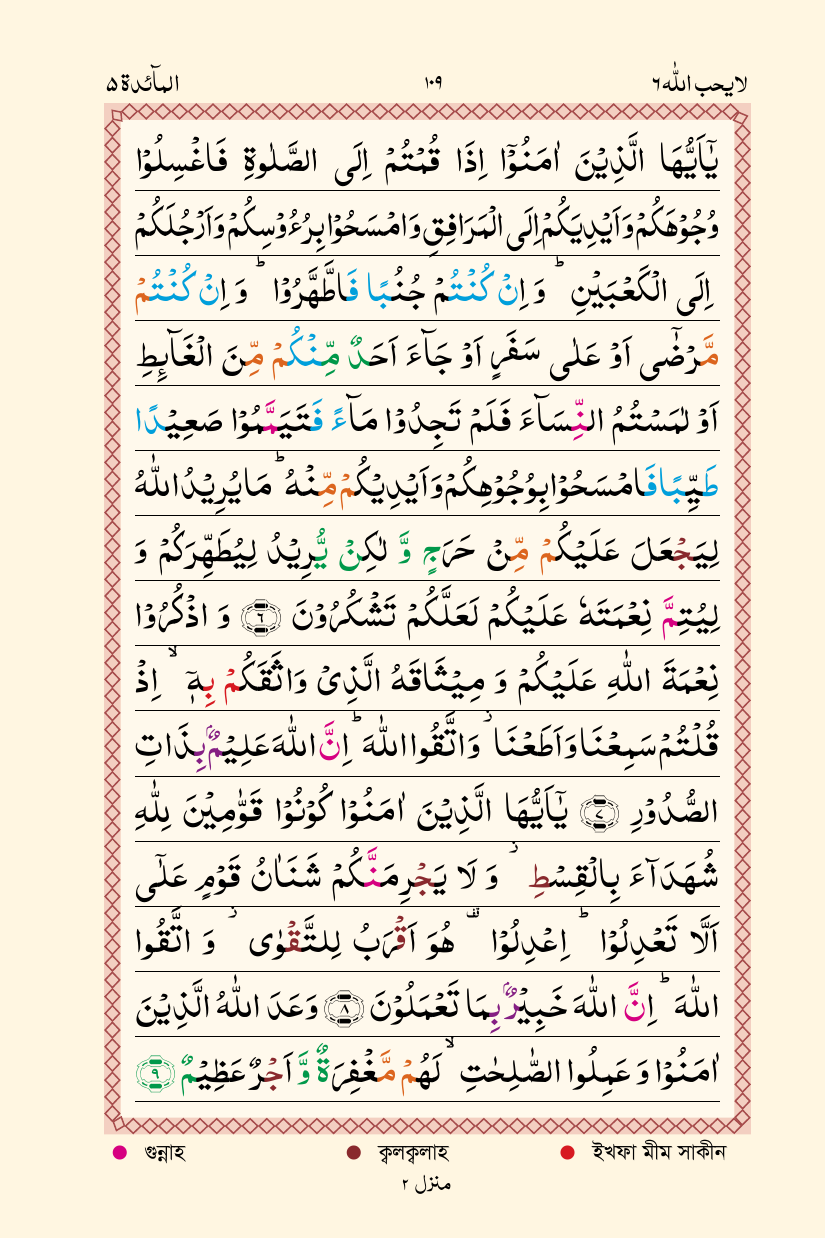 لایحب الله ٦ ١٠٩ المآئدة ٥
يٰٓاَيُّهَا الَّذِيْنَ اٰمَنُوْٓا اِذَا قُمْتُمْ اِلَى الصَّلٰوةِ فَاغْسِلُوْا
وُجُوْهَكُمْ وَاَيْدِيَكُمْ اِلَى الْمَرَافِقِ وَامْسَحُوْا بِرُءُوْسِكُمْ وَاَرْجُلَكُمْ
اِلَى الْكَعْبَيْنِ ؕ وَ اِنْ كُنْتُمْ جُنُبًا فَاطَّهَّرُوْا ؕ وَ اِنْ كُنْتُمْ
مَّرْضٰٓى اَوْ عَلٰى سَفَرٍ اَوْ جَآءَ اَحَدٌ مِّنْكُمْ مِّنَ الْغَآئِطِ
اَوْ لٰمَسْتُمُ النِّسَآءَ فَلَمْ تَجِدُوْا مَآءً فَتَيَمَّمُوْا صَعِيْدًا
طَيِّبًا فَامْسَحُوْا بِوُجُوْهِكُمْ وَاَيْدِيْكُمْ مِّنْهُ ؕ مَا يُرِيْدُ اللّٰهُ
لِيَجْعَلَ عَلَيْكُمْ مِّنْ حَرَجٍ وَّ لٰكِنْ يُّرِيْدُ لِيُطَهِّرَكُمْ وَ
لِيُتِمَّ نِعْمَتَهٗ عَلَيْكُمْ لَعَلَّكُمْ تَشْكُرُوْنَ ۝٦ وَ اذْكُرُوْا
نِعْمَةَ اللّٰهِ عَلَيْكُمْ وَ مِيْثَاقَهُ الَّذِيْ وَاثَقَكُمْ بِهٖٓ ۙ اِذْ
قُلْتُمْ سَمِعْنَا وَاَطَعْنَا ؗ وَاتَّقُوا اللّٰهَ ؕ اِنَّ اللّٰهَ عَلِيْمٌۢ بِذَاتِ
الصُّدُوْرِ ۝٧ يٰٓاَيُّهَا الَّذِيْنَ اٰمَنُوْا كُوْنُوْا قَوّٰمِيْنَ لِلّٰهِ
شُهَدَآءَ بِالْقِسْطِ ؗ وَ لَا يَجْرِمَنَّكُمْ شَنَاٰنُ قَوْمٍ عَلٰٓى
اَلَّا تَعْدِلُوْا ؕ اِعْدِلُوْا ۫ هُوَ اَقْرَبُ لِلتَّقْوٰى ؗ وَ اتَّقُوا
اللّٰهَ ؕ اِنَّ اللّٰهَ خَبِيْرٌۢ بِمَا تَعْمَلُوْنَ ۝٨ وَعَدَ اللّٰهُ الَّذِيْنَ
اٰمَنُوْا وَ عَمِلُوا الصّٰلِحٰتِ ۙ لَهُمْ مَّغْفِرَةٌ وَّ اَجْرٌ عَظِيْمٌ ۝٩
গুন্নাহ ক্বলক্বলাহ ইখফা মীম সাকীন
منزل ٢